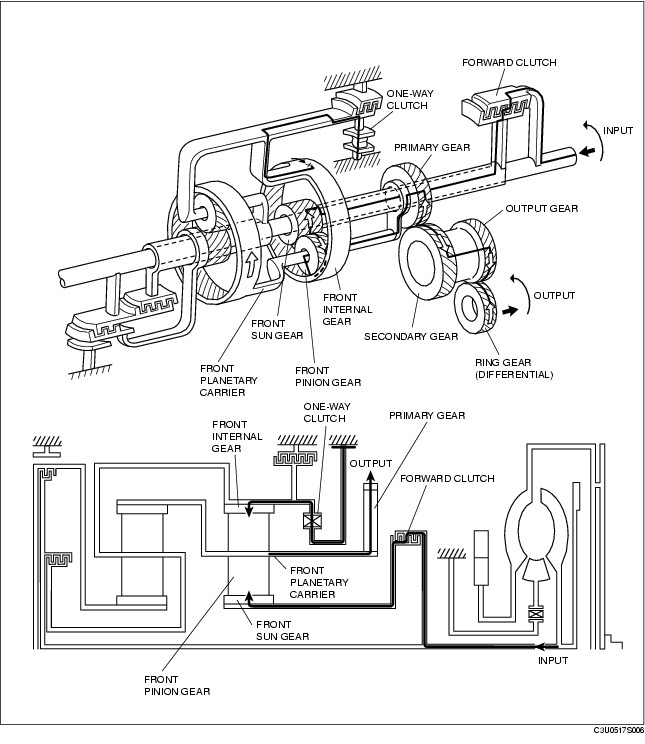 FORWARD CLUTCH
ONE-WAY
CLUTCH
INPUT
PRIMARY GEAR
OUTPUT GEAR
OUTPUT
FRONT
INTERNAL
GEAR
SECONDARY GEAR
FRONT
SUN GEAR
RING GEAR
(DIFFERENTIAL)
FRONT
PLANETARY
CARRIER
FRONT
PINION GEAR
ONE-WAY
CLUTCH
PRIMARY GEAR
FRONT
INTERNAL
GEAR
OUTPUT
FORWARD CLUTCH
FRONT
PLANETARY
CARRIER
FRONT
SUN GEAR
INPUT
FRONT
PINION GEAR
C3U0517S006